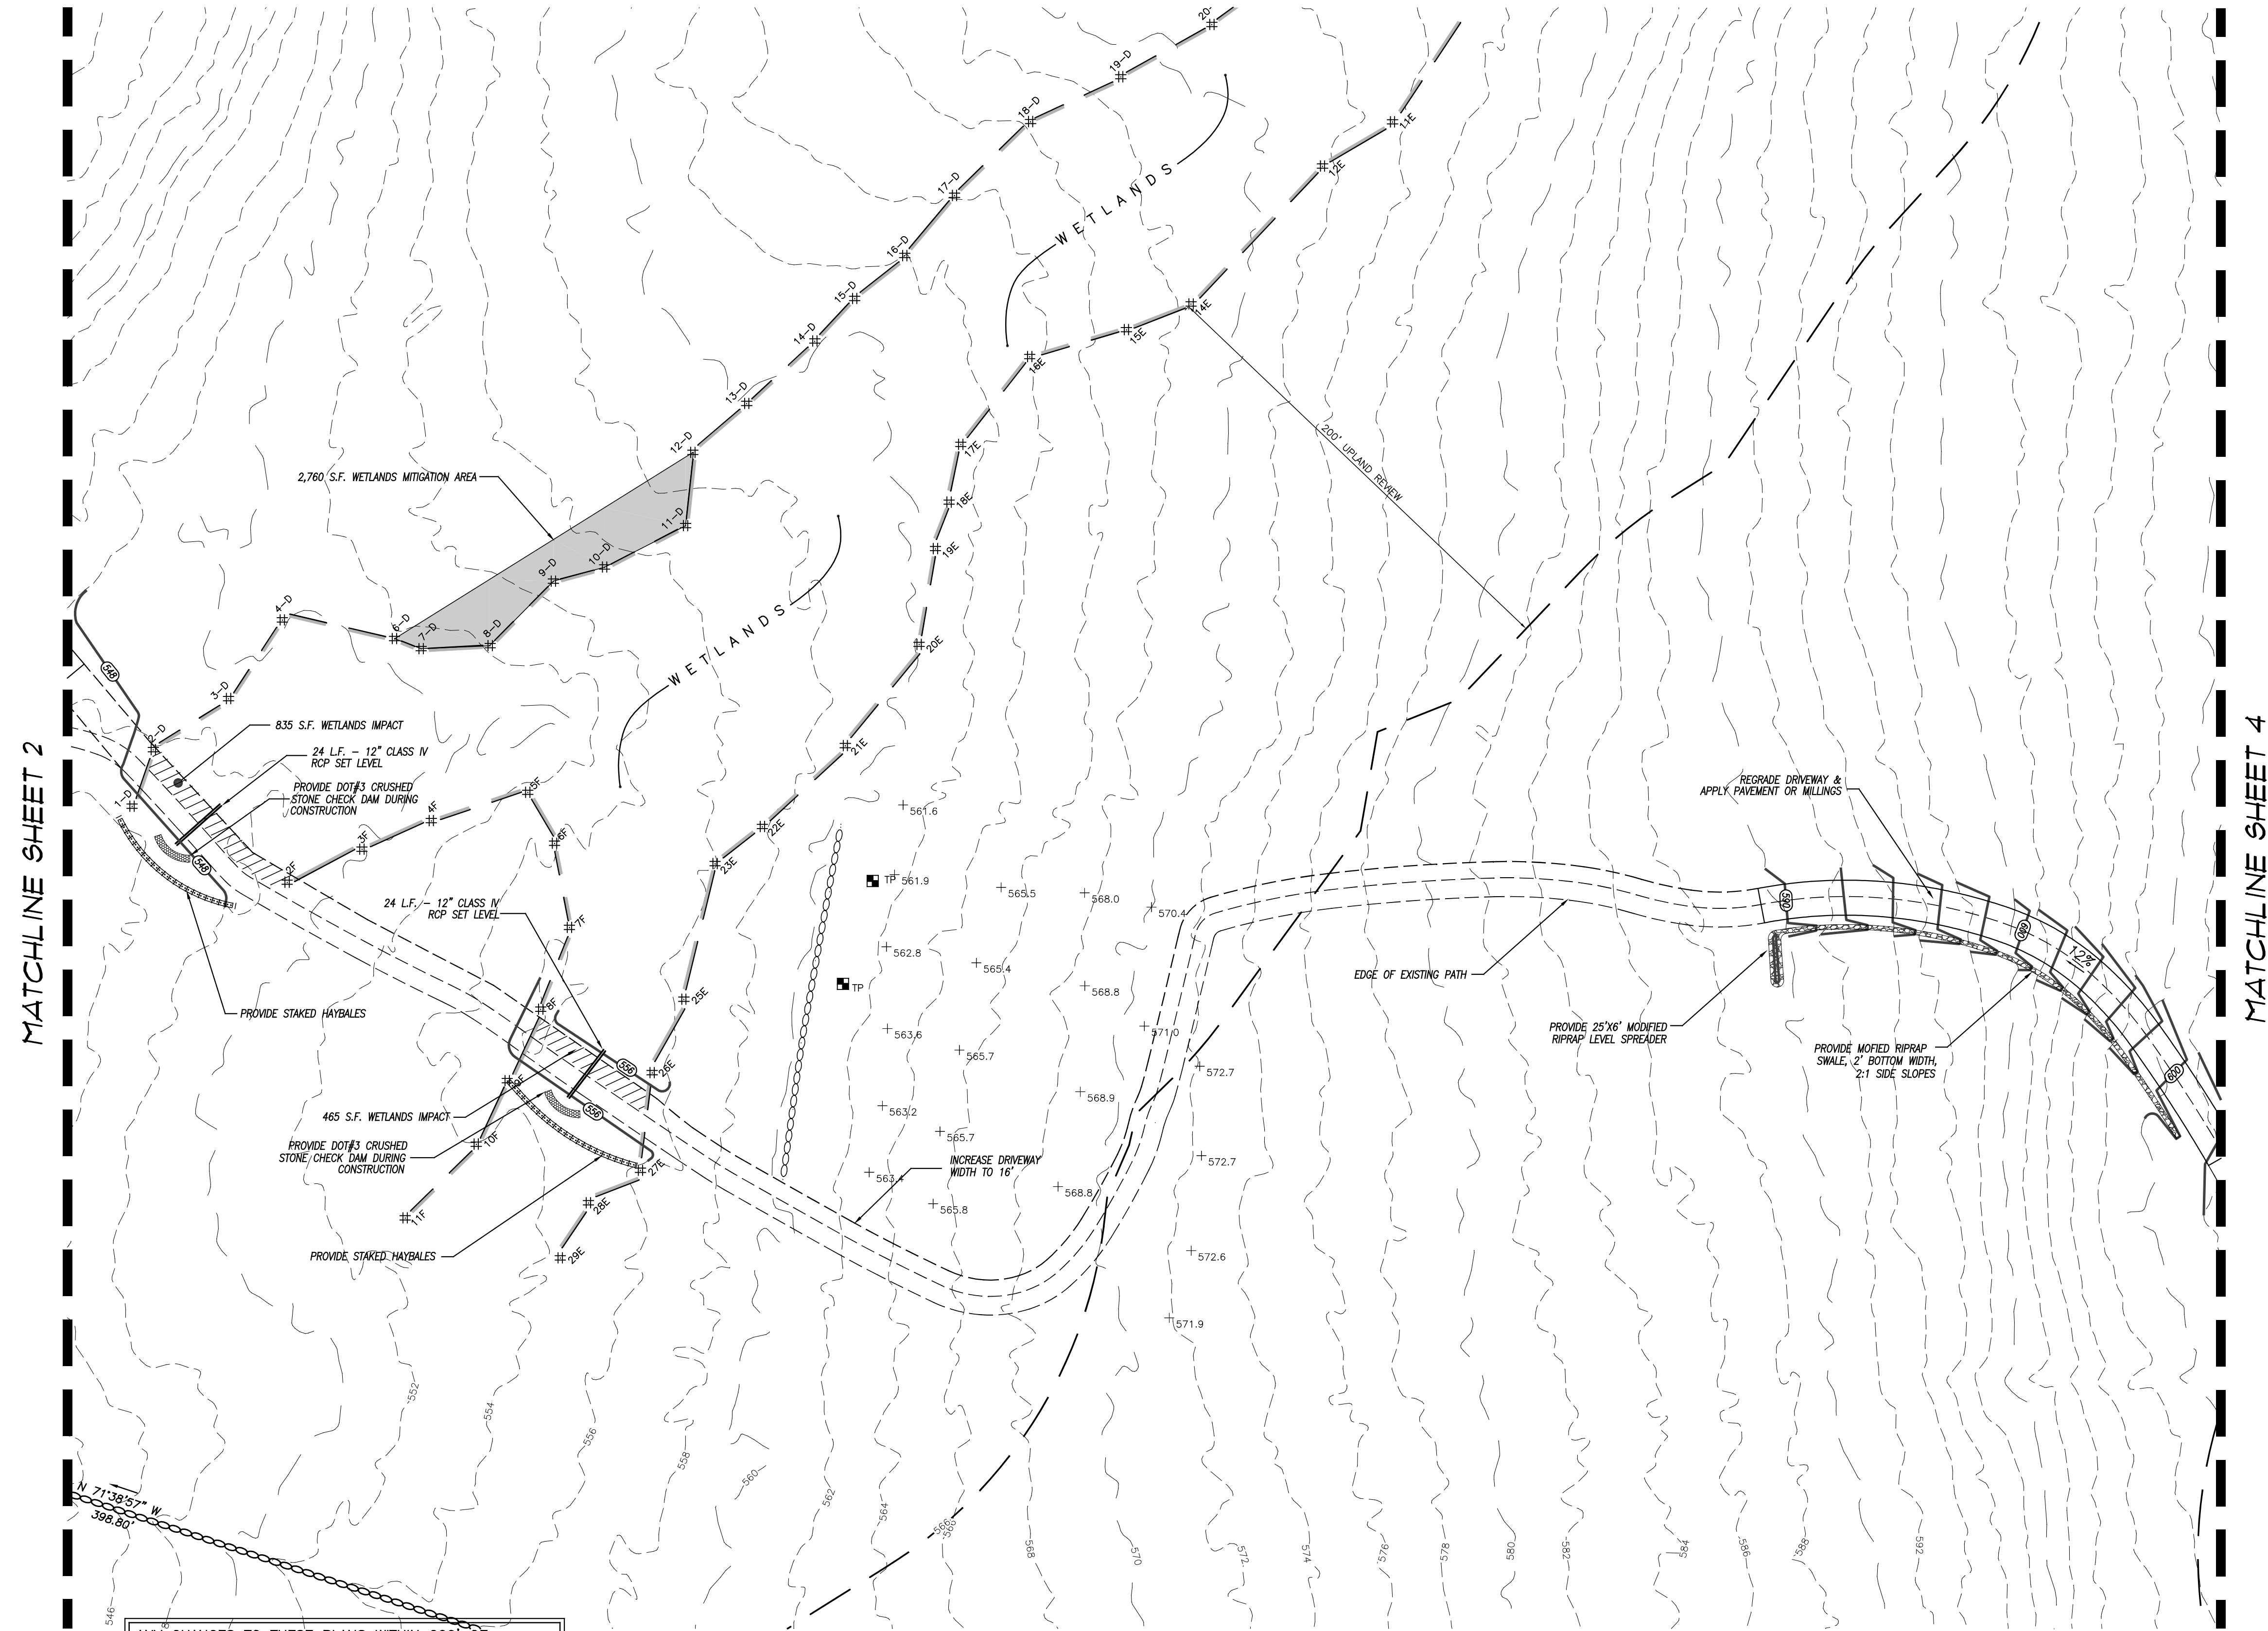 MATCHLINE SHEET 2
MATCHLINE SHEET 4
20-
19-D
18-D
17-D
16-D
15-D
14-D
13-D
12-D
11-D
10-D
9-D
8-D
7-D
6-D
4-D
3-D
2-D
1-D
11E
12E
14E
15E
16E
17E
18E
19E
20E
21E
22E
23E
25E
26E
27E
28E
29E
2F
3F
4F
5F
6F
7F
8F
9F
10F
11F
WETLANDS
WETLANDS
200' UPLAND REVIEW
2,760 S.F. WETLANDS MITIGATION AREA
835 S.F. WETLANDS IMPACT
24 L.F. – 12" CLASS IV
RCP SET LEVEL
PROVIDE DOT#3 CRUSHED
STONE CHECK DAM DURING
CONSTRUCTION
548
548
PROVIDE STAKED HAYBALES
24 L.F. – 12" CLASS IV
RCP SET LEVEL
556
556
465 S.F. WETLANDS IMPACT
PROVIDE DOT#3 CRUSHED
STONE CHECK DAM DURING
CONSTRUCTION
PROVIDE STAKED HAYBALES
TP
TP
561.6
561.9
565.5
568.0
570.4
562.8
565.4
568.8
571.0
563.6
565.7
572.7
568.9
563.2
565.7
572.7
563.4
565.8
568.8
572.6
571.9
INCREASE DRIVEWAY
WIDTH TO 16'
EDGE OF EXISTING PATH
REGRADE DRIVEWAY &
APPLY PAVEMENT OR MILLINGS
590
690
12%
600
PROVIDE 25'X6' MODIFIED
RIPRAP LEVEL SPREADER
PROVIDE MOFIED RIPRAP
SWALE, 2' BOTTOM WIDTH,
2:1 SIDE SLOPES
N 71°38'57" W
398.80'
546
552
554
556
558
560
562
564
566
566
568
570
572
574
576
578
580
582
584
586
588
592